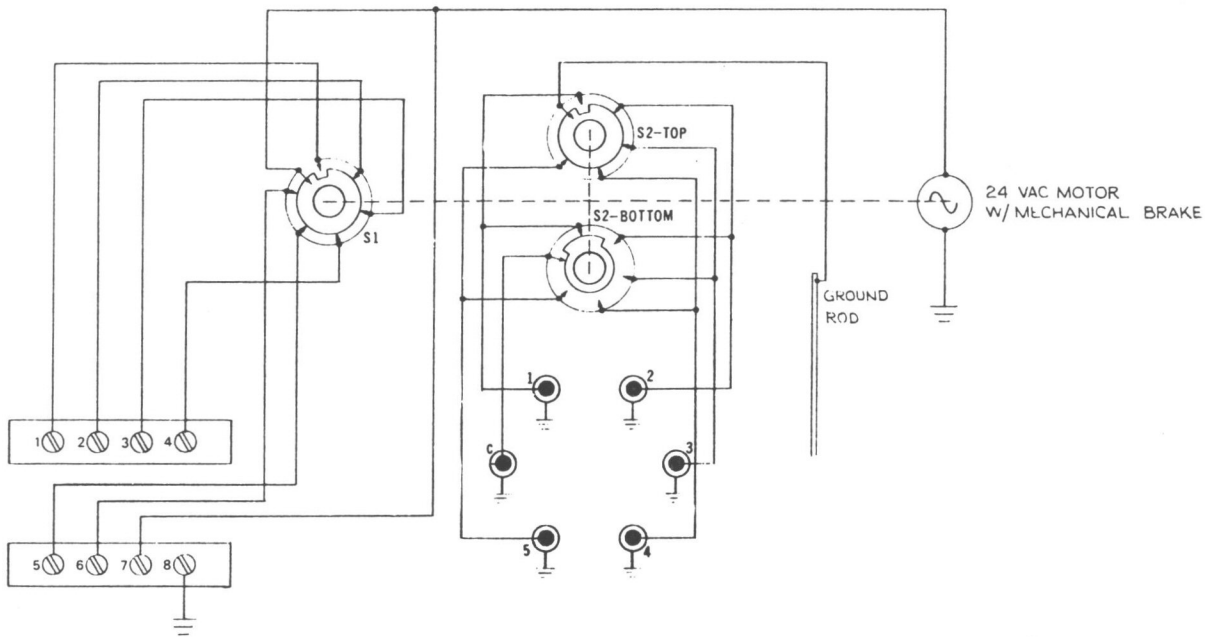 S2-TOP
S2-BOTTOM
S1
24 VAC MOTOR
W/MECHANICAL BRAKE
GROUND
ROD
1 2
C 3
5 4
1 2 3 4
5 6 7 8